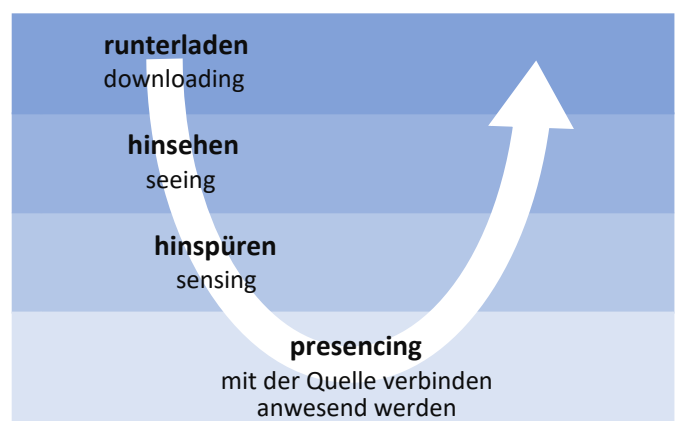 runterladen
downloading
hinsehen
seeing
hinspüren
sensing
presencing
mit der Quelle verbinden
anwesend werden